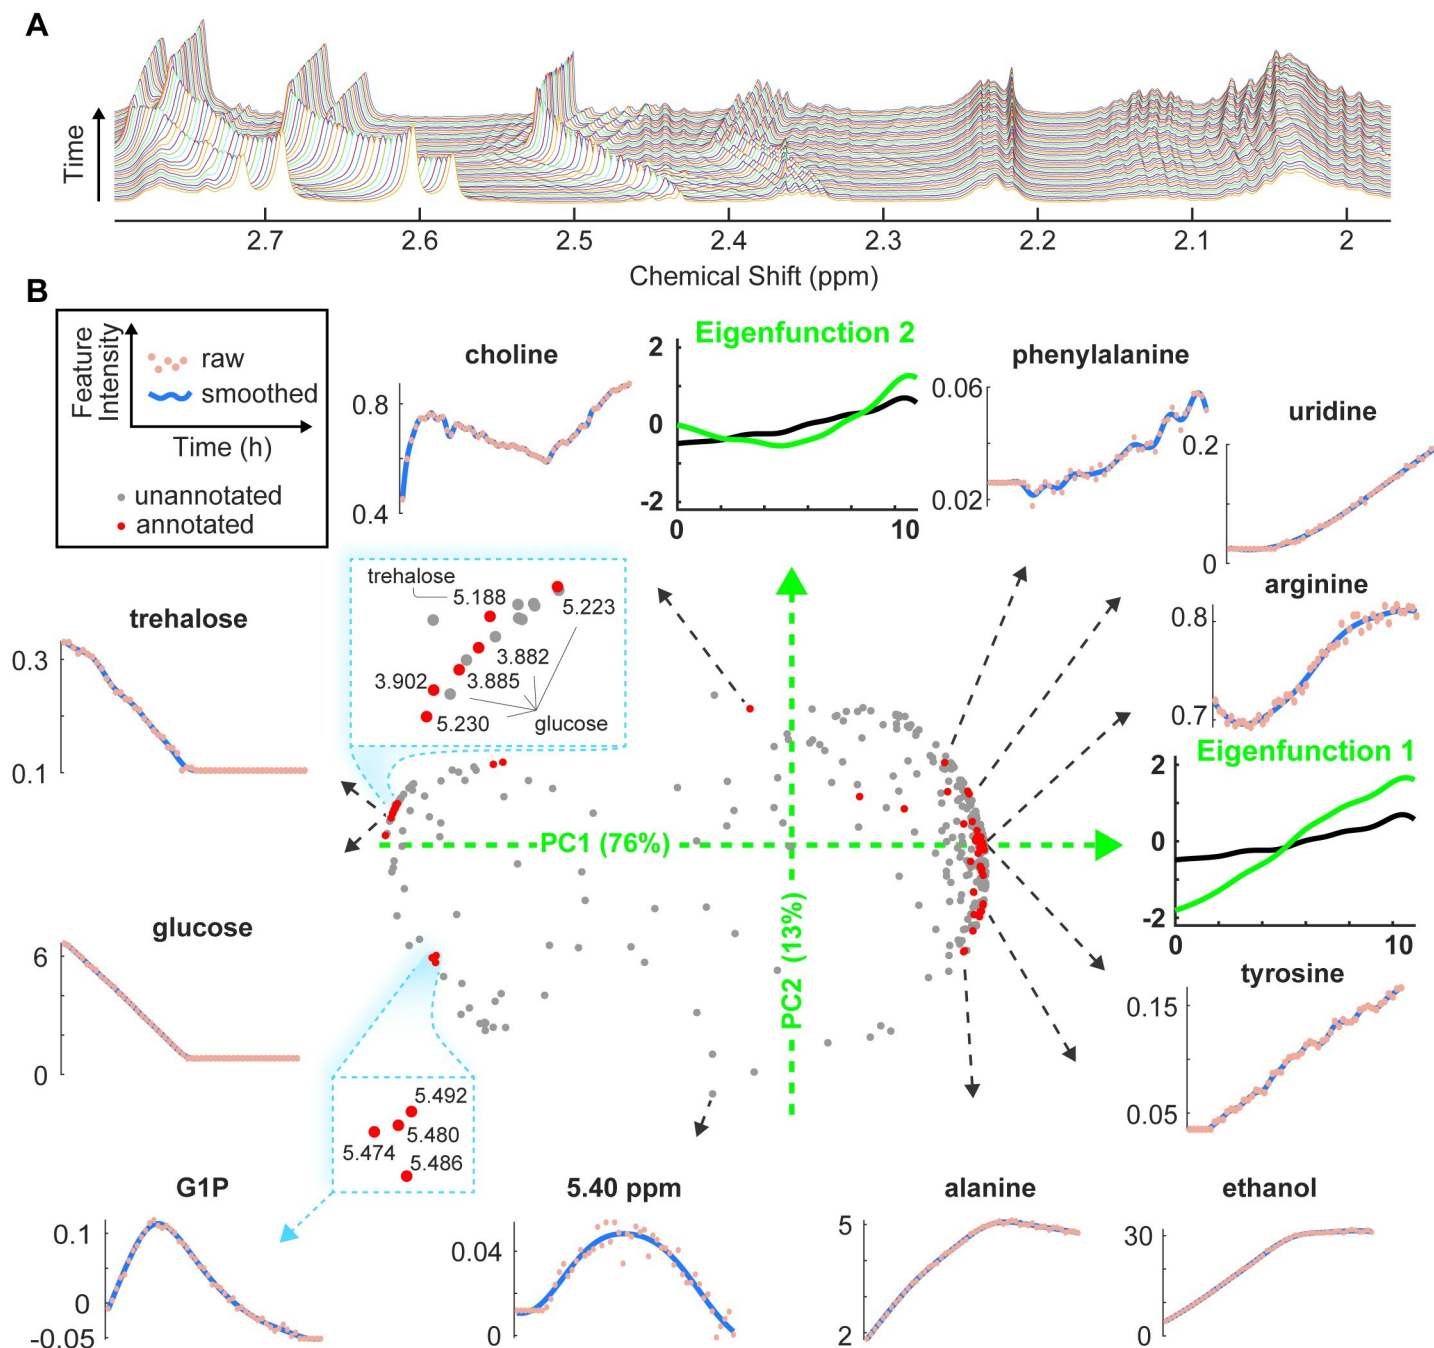 A
Time
2.7 2.6 2.5 2.4 2.3 2.2 2.1 2
Chemical Shift (ppm)
B
Feature
Intensity
raw
smoothed
Time (h)
unannotated
annotated
choline
0.8
0.4
Eigenfunction 2
2
0
-2
0 10
phenylalanine
0.06
0.02
uridine
0.2
0
trehalose
0.3
0.1
trehalose
5.188
5.223
3.882
3.902
3.885
5.230
glucose
arginine
0.8
0.7
Eigenfunction 1
2
0
-2
0 10
PC1 (76%)
PC2 (13%)
glucose
6
0
tyrosine
0.15
0.05
5.492
5.480
5.474
5.486
G1P
0.1
0
-0.05
5.40 ppm
0.04
0
alanine
5
2
ethanol
30
0